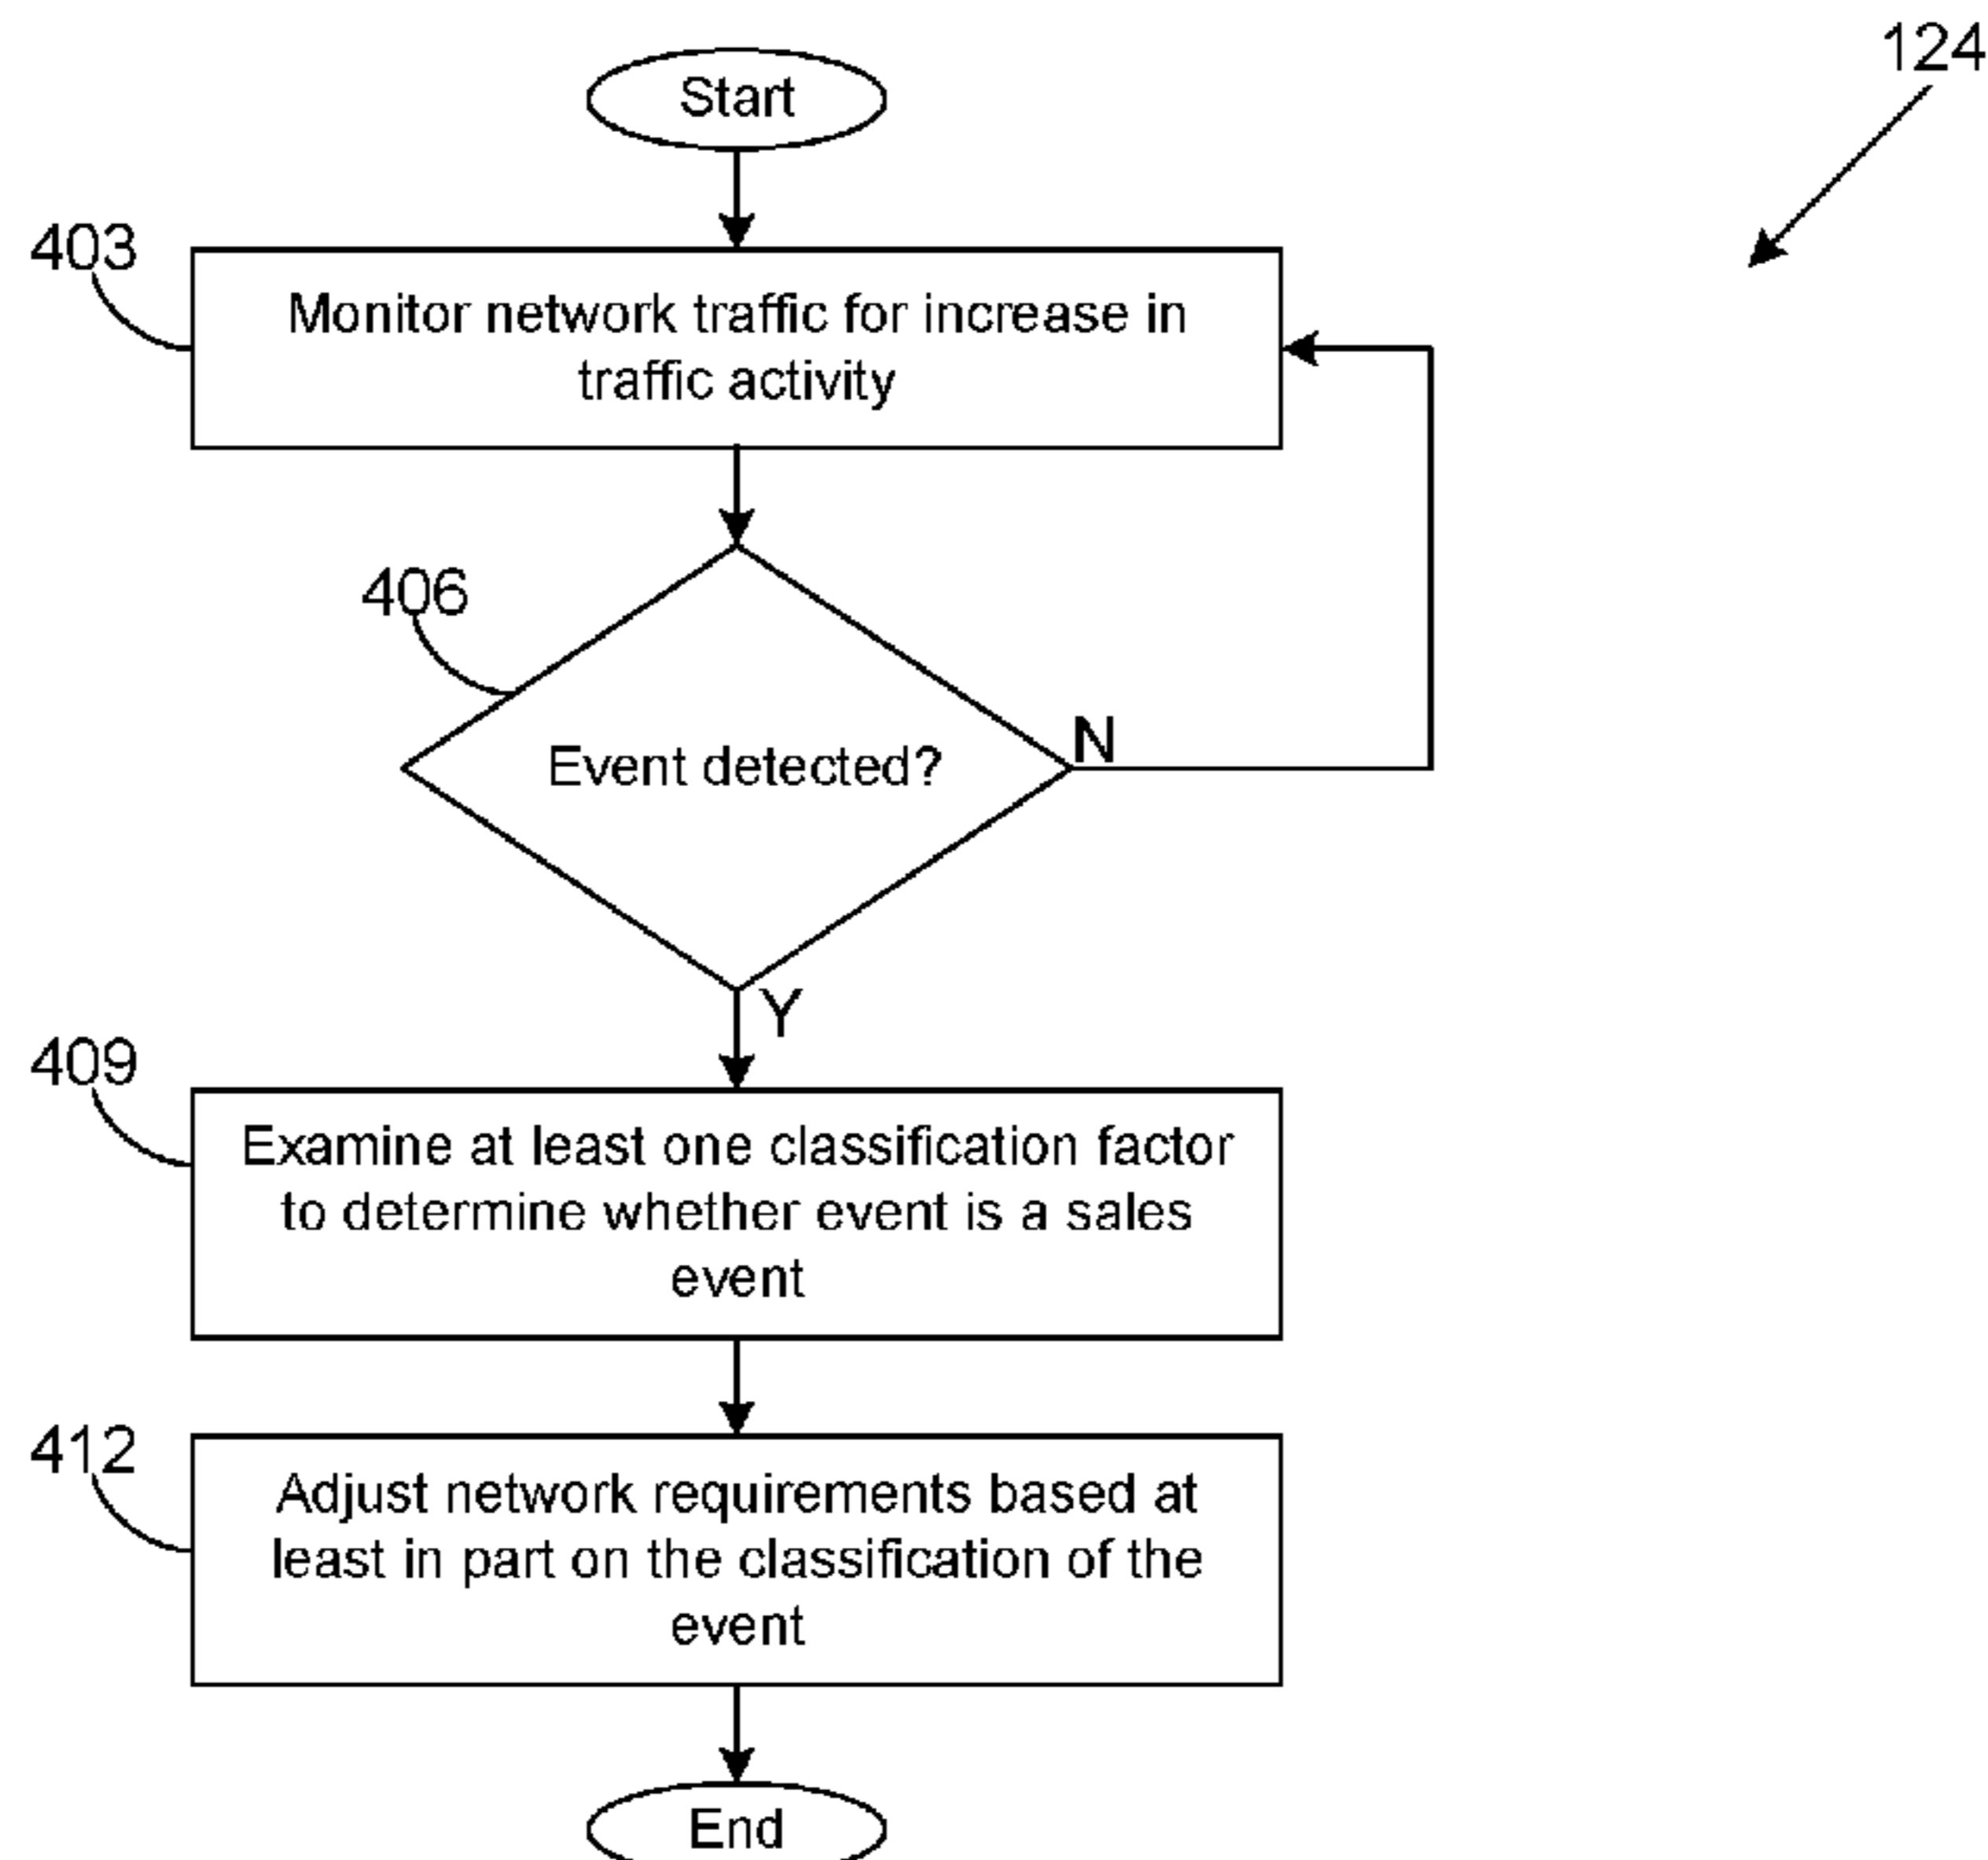 124
Start
403
Monitor network traffic for increase in
traffic activity
406
Event detected?
N
Y
409
Examine at least one classification factor
to determine whether event is a sales
event
412
Adjust network requirements based at
least in part on the classification of the
event
End